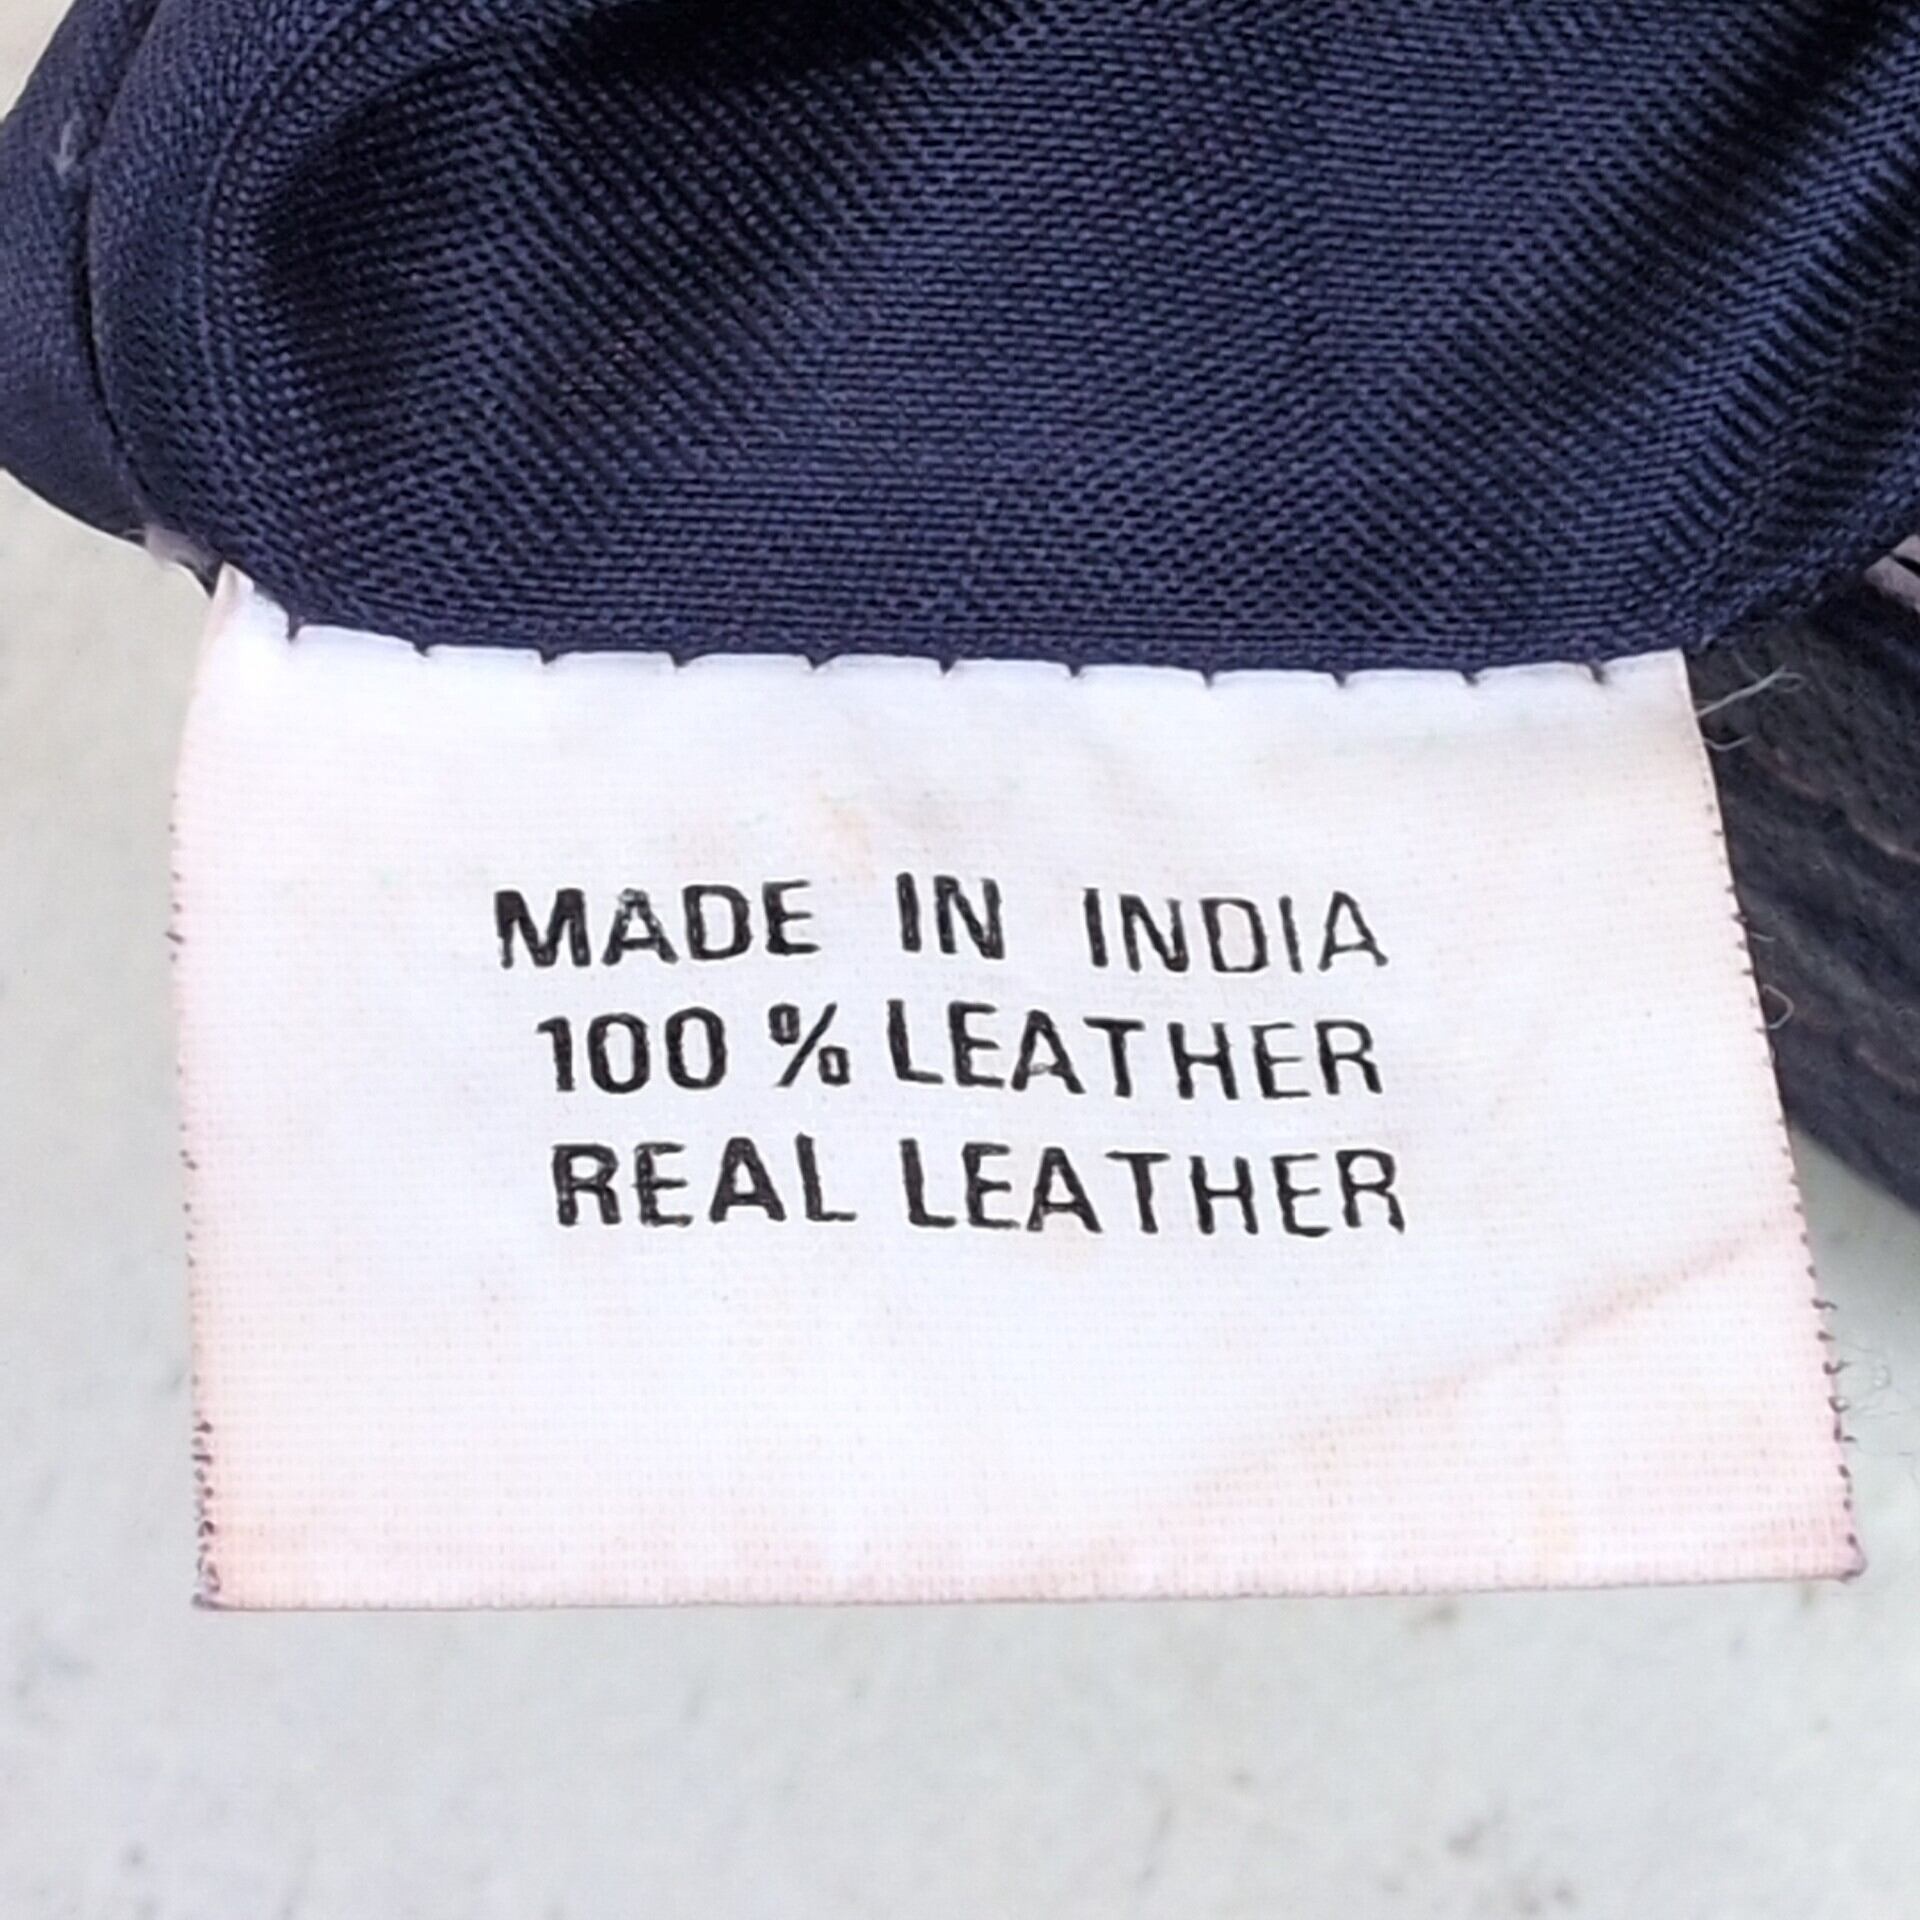 MADE IN INDIA
100 % LEATHER
REAL LEATHER